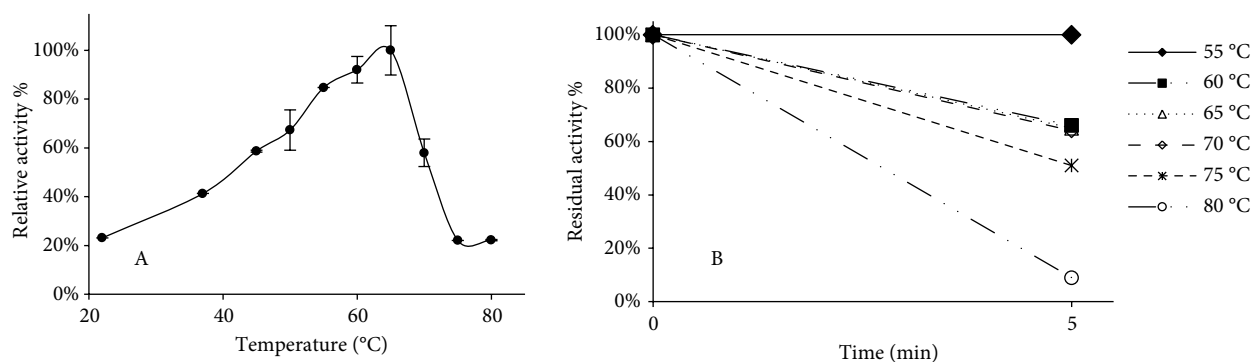 100%
80%
60%
40%
20%
0%
Relative activity %
A
20
40
60
80
Temperature (°C)
100%
80%
60%
40%
20%
0%
Residual activity %
B
0
5
Time (min)
55 °C
60 °C
65 °C
70 °C
75 °C
80 °C